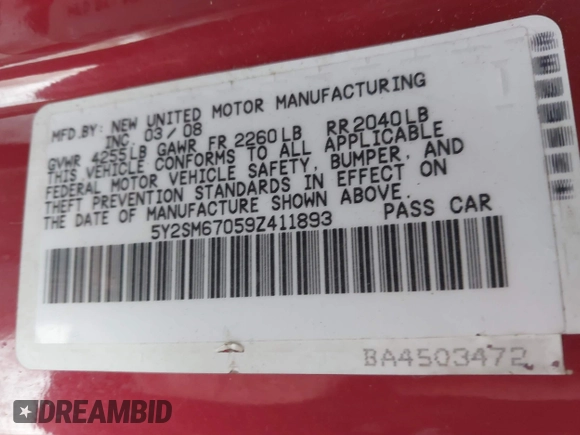 MFD.BY: NEW UNITED MOTOR MANUFACTURING
INC. 03/08
GVWR 4255LB GAWR FR 2260LB RR2040LB
THIS VEHICLE CONFORMS TO ALL APPLICABLE
FEDERAL MOTOR VEHICLE SAFETY, BUMPER, AND
THEFT PREVENTION STANDARDS IN EFFECT ON
THE DATE OF MANUFACTURE SHOWN ABOVE.
5Y2SM67059Z411893 PASS CAR
BA4503472
DREAMBID